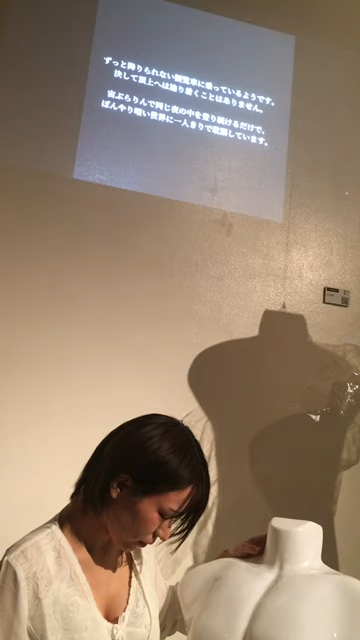 ずっと降りられない観覧車に乗っているようです。
決して頂上へは辿り着くことはありません。
宙ぶらりんで同じ夜の中を登り続けるだけで、
ぼんやり暗い世界に一人きりで耽溺しています。